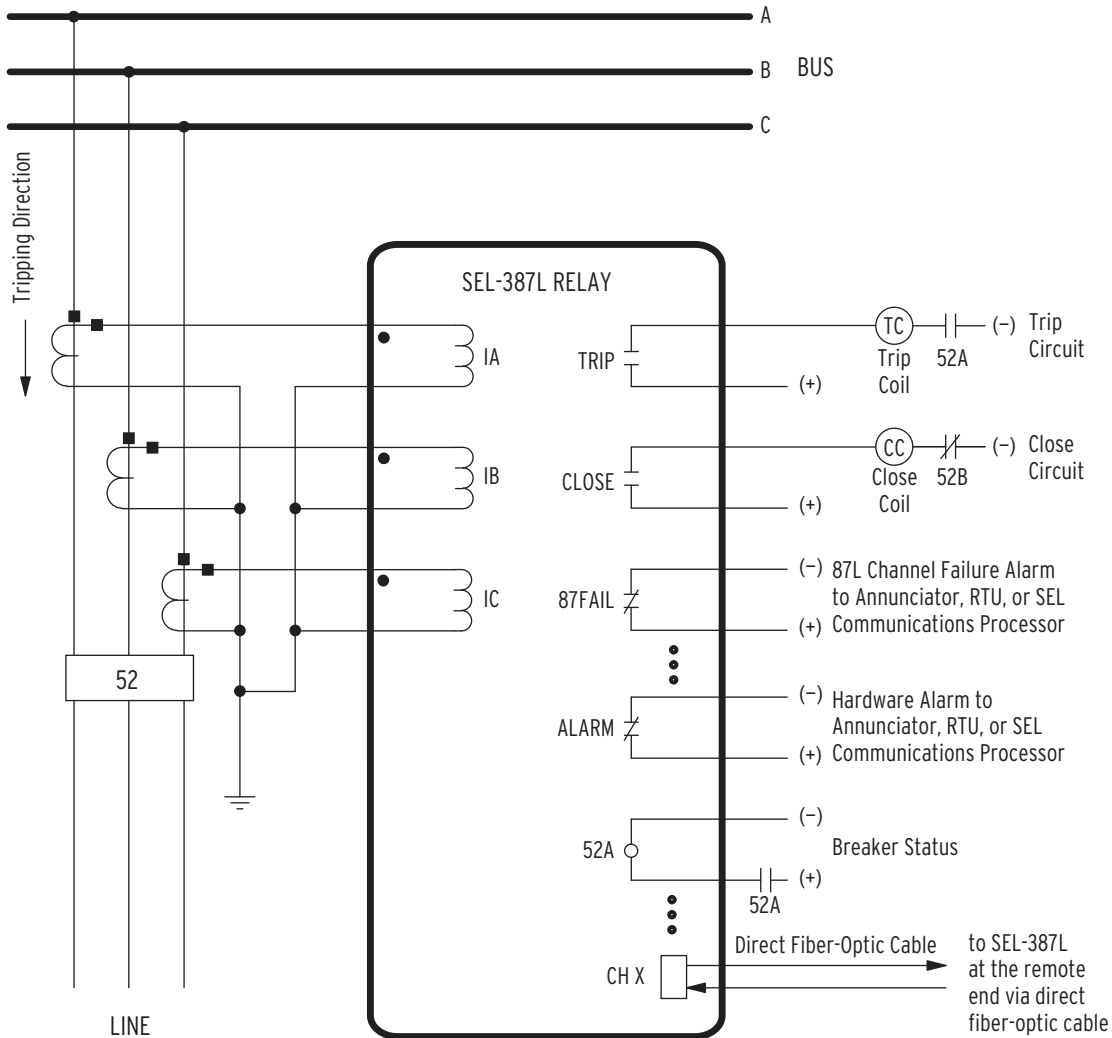 A
B BUS
C
Tripping Direction
SEL-387L RELAY
IA
TRIP
TC
Trip
Coil
52A
(–) Trip
Circuit
(+)
IB
CLOSE
CC
Close
Coil
52B
(–) Close
Circuit
(+)
IC
87FAIL
(–) 87L Channel Failure Alarm
to Annunciator, RTU, or SEL
(+) Communications Processor
52
ALARM
(–) Hardware Alarm to
Annunciator, RTU, or SEL
(+) Communications Processor
52A
(–)
Breaker Status
(+)
52A
CH X
Direct Fiber-Optic Cable
to SEL-387L
at the remote
end via direct
fiber-optic cable
LINE